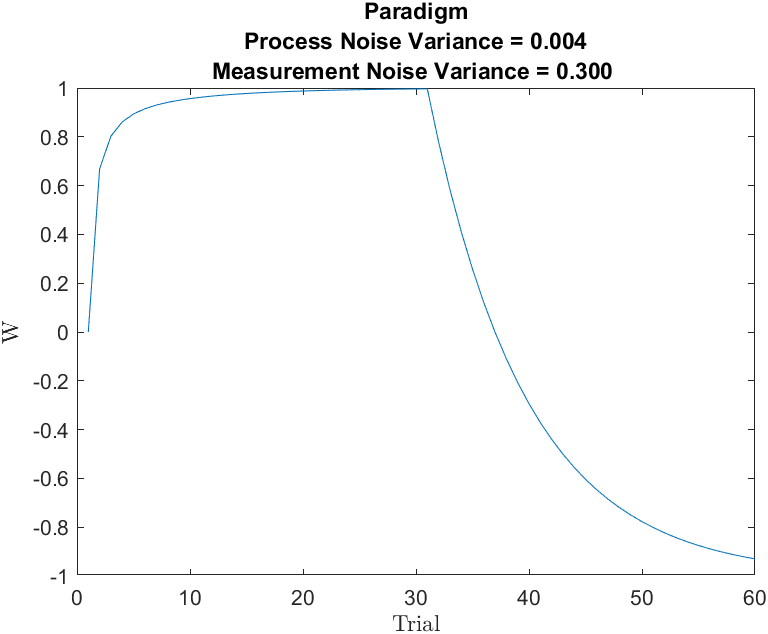 Paradigm
Process Noise Variance = 0.004
Measurement Noise Variance = 0.300
1
0.8
0.6
0.4
0.2
0
-0.2
-0.4
-0.6
-0.8
-1
W
0 10 20 30 40 50 60
Trial